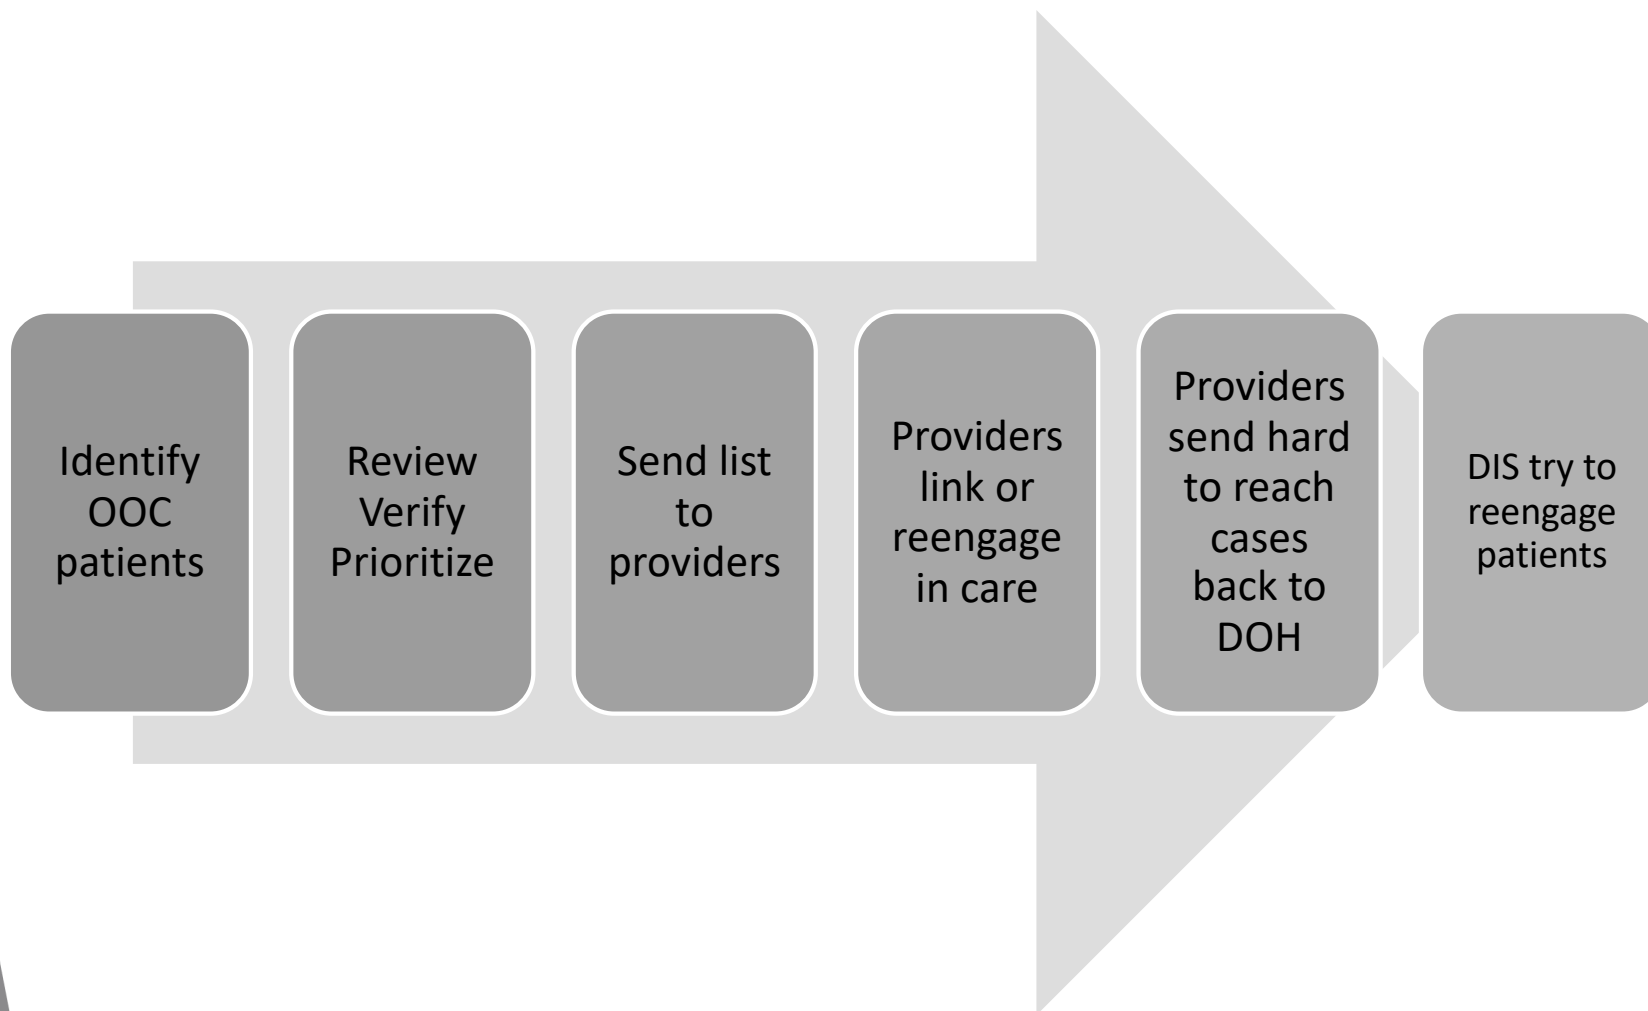 Identify
OOC
patients
Review
Verify
Prioritize
Send list
to
providers
Providers
link or
reengage
in care
Providers
send hard
to reach
cases
back to
DOH
DIS try to
reengage
patients